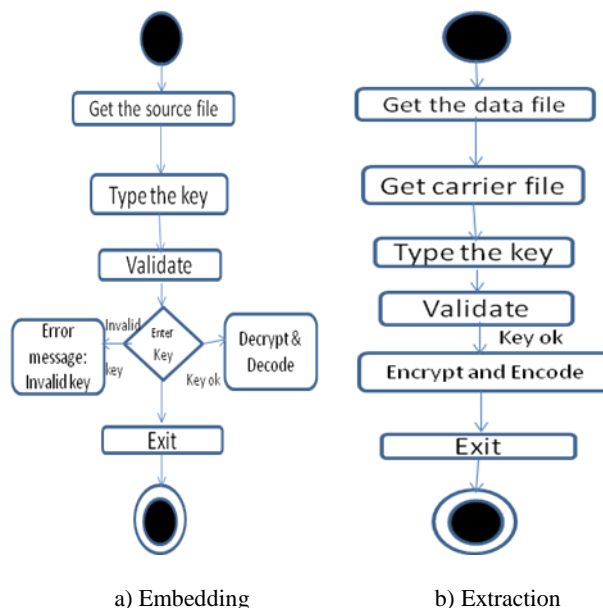 Get the source file
Type the key
Validate
Error
message:
Invalid key
Invalid
key
Enter
Key
Key ok
Decrypt &
Decode
Exit
a) Embedding
Get the data file
Get carrier file
Type the key
Validate
Key ok
Encrypt and Encode
Exit
b) Extraction